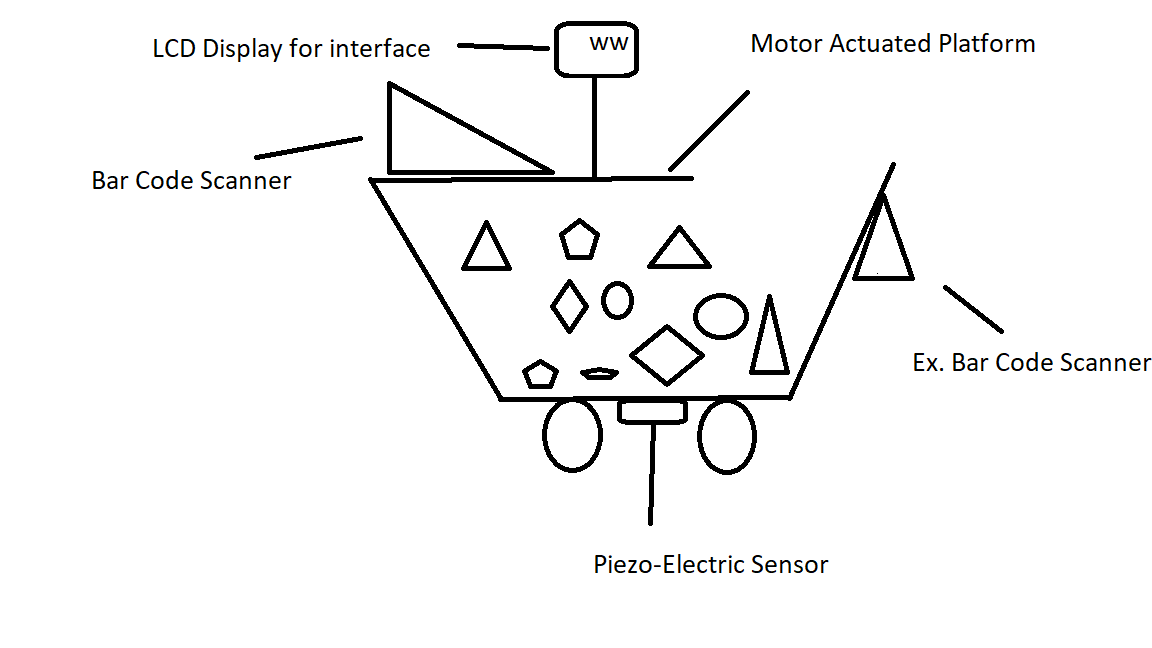 WW
LCD Display for interface
Motor Actuated Platform
Bar Code Scanner
Ex. Bar Code Scanner
Piezo-Electric Sensor